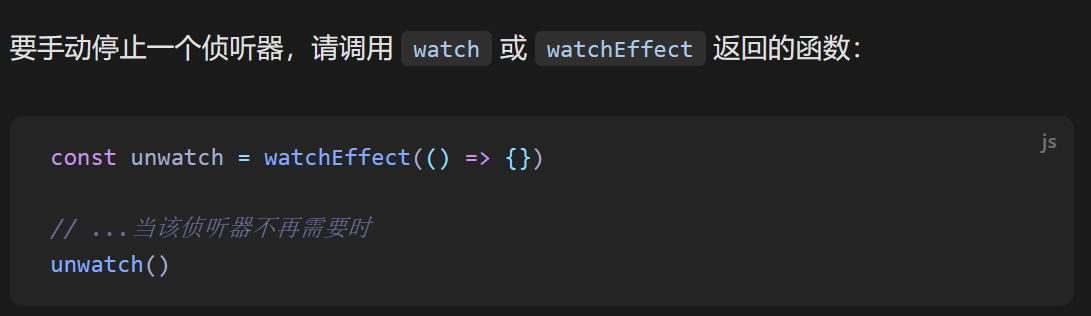 要手动停止一个侦听器，请调用 watch 或 watchEffect 返回的函数：
js
const unwatch = watchEffect(() => {})
// ...当该侦听器不再需要时
unwatch()